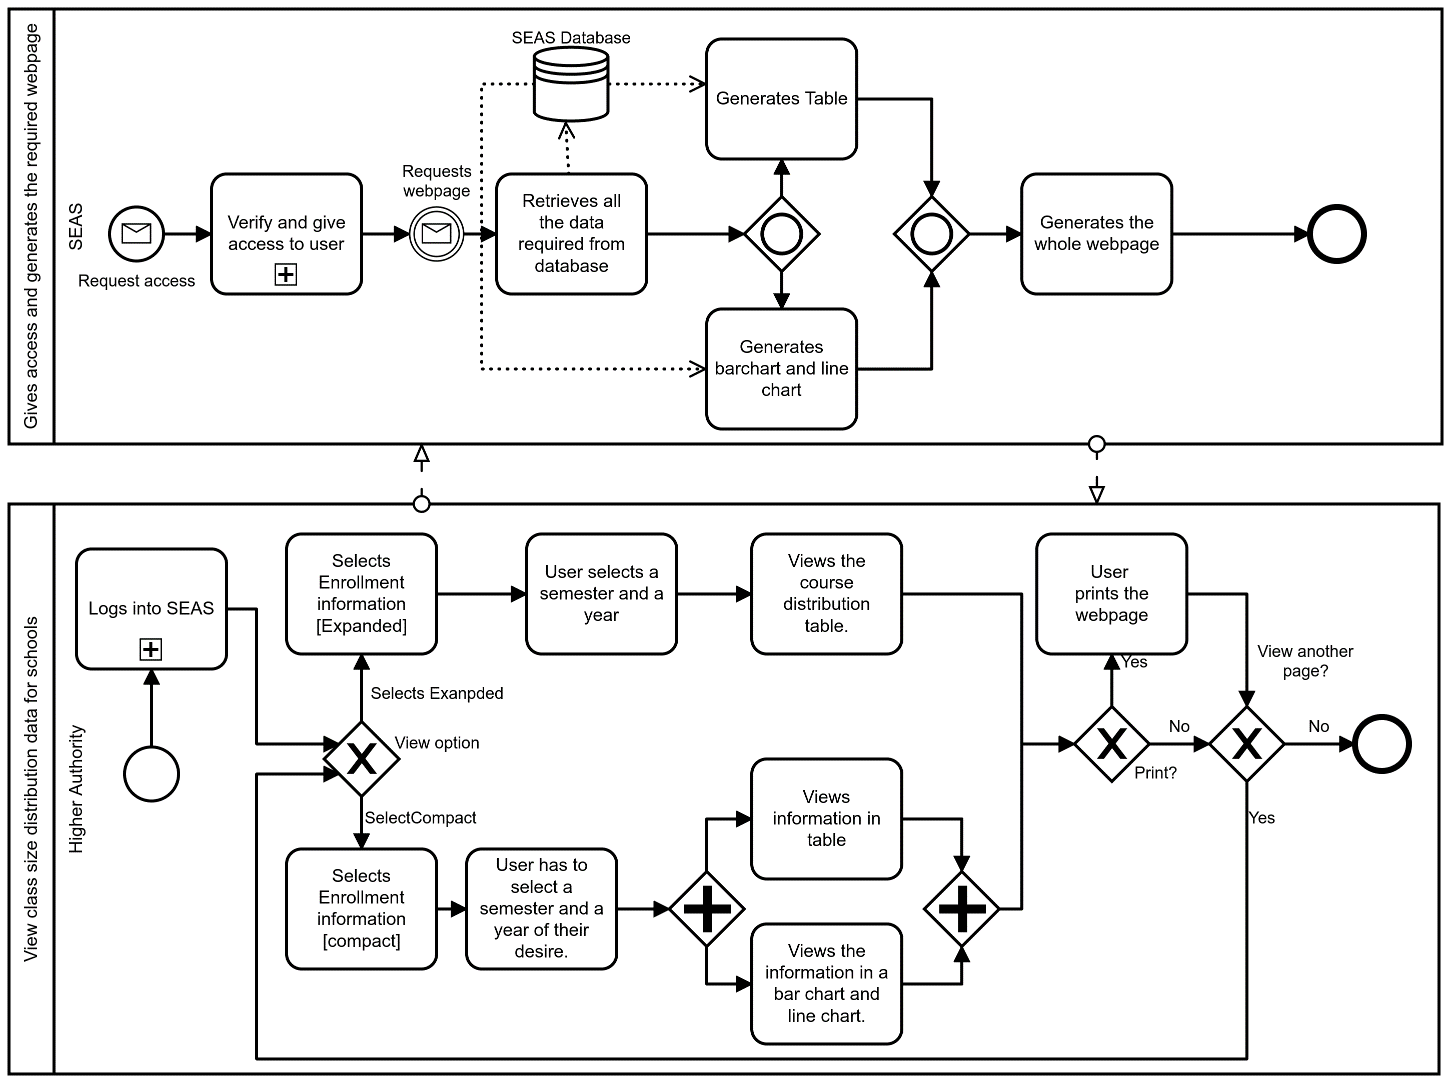 Gives access and generates the required webpage
SEAS
Request access
Verify and give
access to user
Requests
webpage
SEAS Database
Retrieves all
the data
required from
database
Generates Table
Generates
barchart and line
chart
Generates the
whole webpage
View class size distribution data for schools
Higher Authority
Logs into SEAS
Selects
Enrollment
information
[Expanded]
User selects a
semester and a
year
Views the
course
distribution
table.
User
prints the
webpage
Yes
View another
page?
Selects Exanpded
View option
SelectCompact
No
Print?
No
Yes
Selects
Enrollment
information
[compact]
User has to
select a
semester and a
year of their
desire.
Views
information in
table
Views the
information in a
bar chart and
line chart.